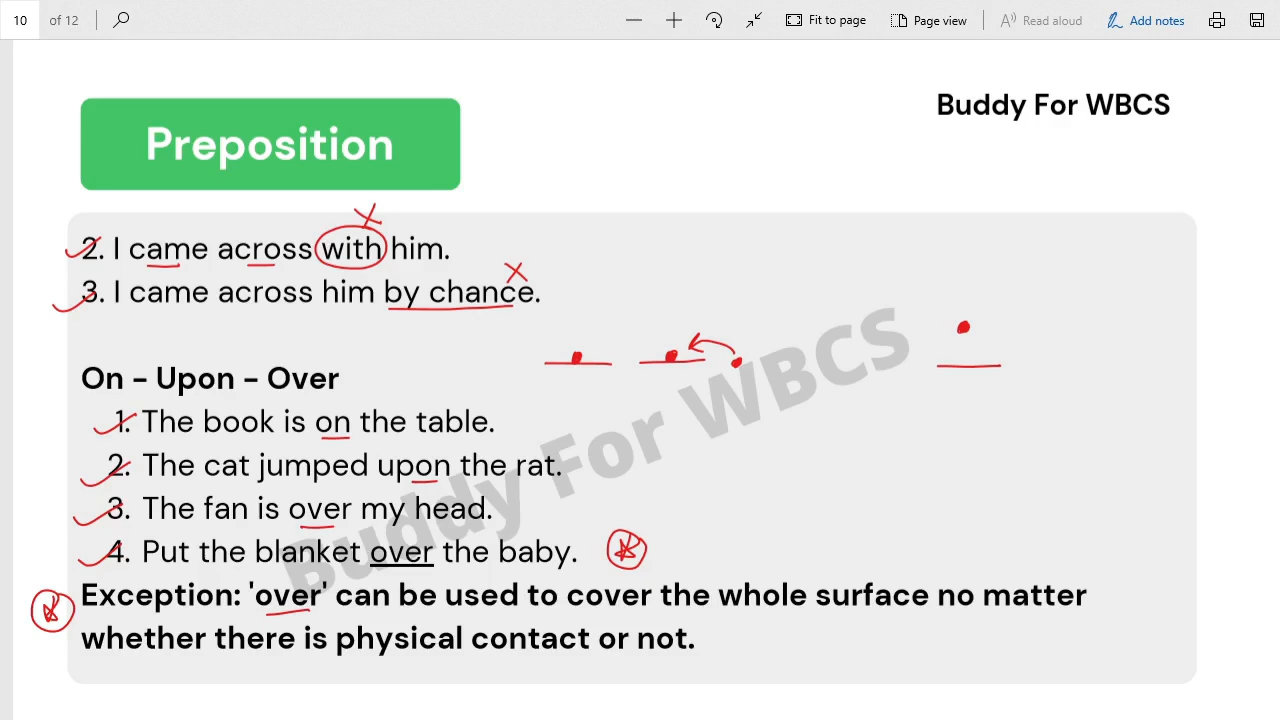 10 of 12 Fit to page Page view Read aloud Add notes
Buddy For WBCS
Preposition
2. I came across with him.
3. I came across him by chance.
On - Upon - Over
1. The book is on the table.
2. The cat jumped upon the rat.
3. The fan is over my head.
4. Put the blanket over the baby.
Exception: 'over' can be used to cover the whole surface no matter
whether there is physical contact or not.
Buddy For WBCS